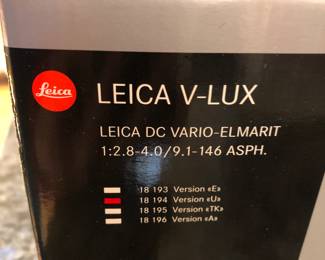 Leica
LEICA V-LUX
LEICA DC VARIO-ELMARIT
1:2.8-4.0/9.1-146 ASPH.
18 193 Version «E»
18 194 Version «U»
18 195 Version «TK»
18 196 Version «A»